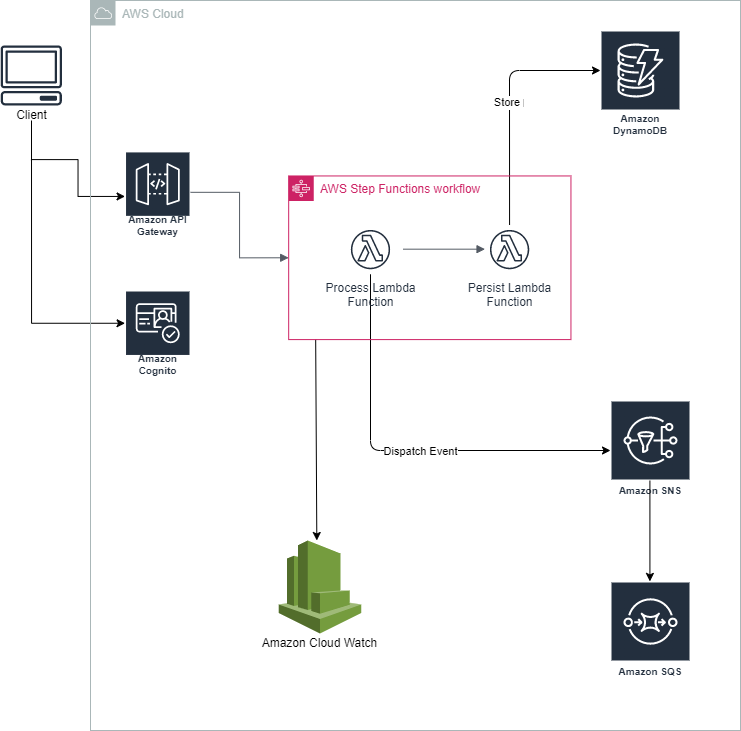 AWS Cloud
Client
Amazon
DynamoDB
Store
Amazon API
Gateway
AWS Step Functions workflow
Process Lambda
Function
Persist Lambda
Function
Amazon
Cognito
Dispatch Event
Amazon SNS
Amazon Cloud Watch
Amazon SQS